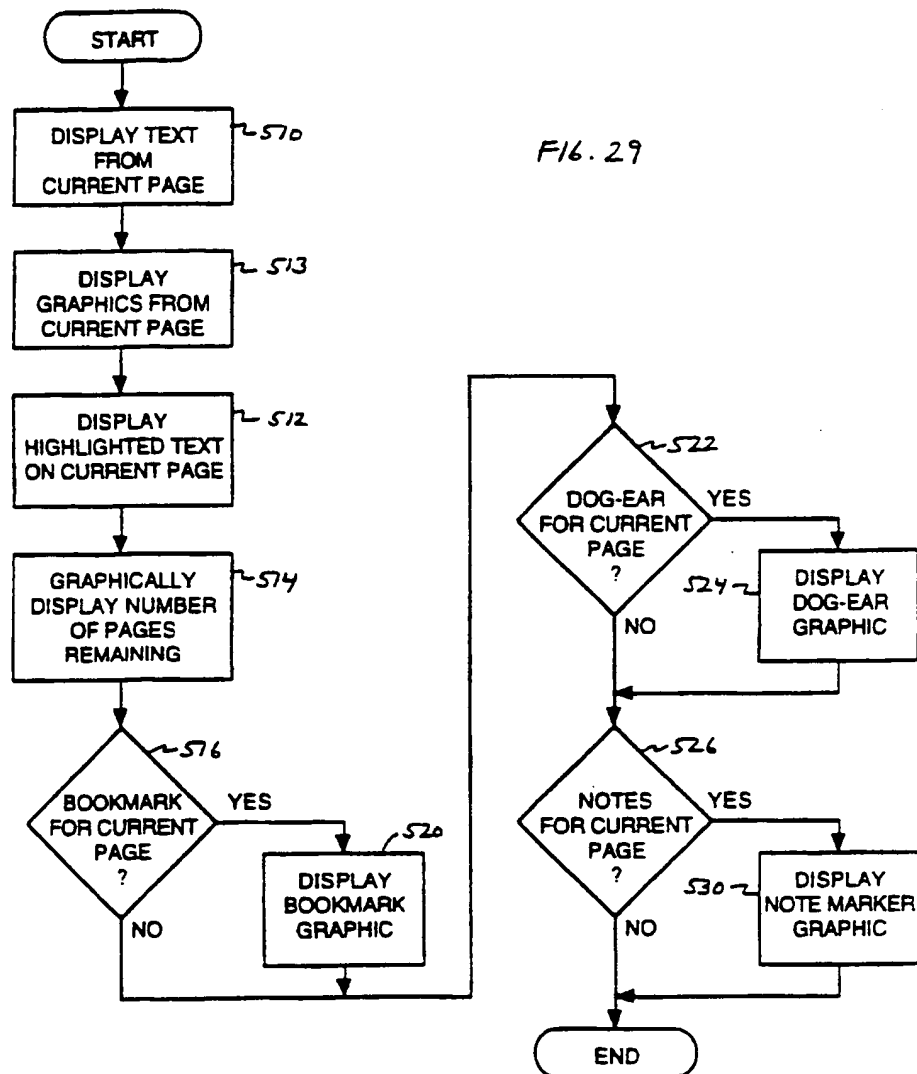 START
DISPLAY TEXT
FROM
CURRENT PAGE
510
FIG. 29
DISPLAY
GRAPHICS FROM
CURRENT PAGE
513
DISPLAY
HIGHLIGHTED TEXT
ON CURRENT PAGE
512
GRAPHICALLY
DISPLAY NUMBER
OF PAGES
REMAINING
514
BOOKMARK
FOR CURRENT
PAGE
?
516
YES
NO
520
DISPLAY
BOOKMARK
GRAPHIC
DOG-EAR
FOR CURRENT
PAGE
?
522
YES
NO
524
DISPLAY
DOG-EAR
GRAPHIC
NOTES
FOR CURRENT
PAGE
?
526
YES
NO
530
DISPLAY
NOTE MARKER
GRAPHIC
END